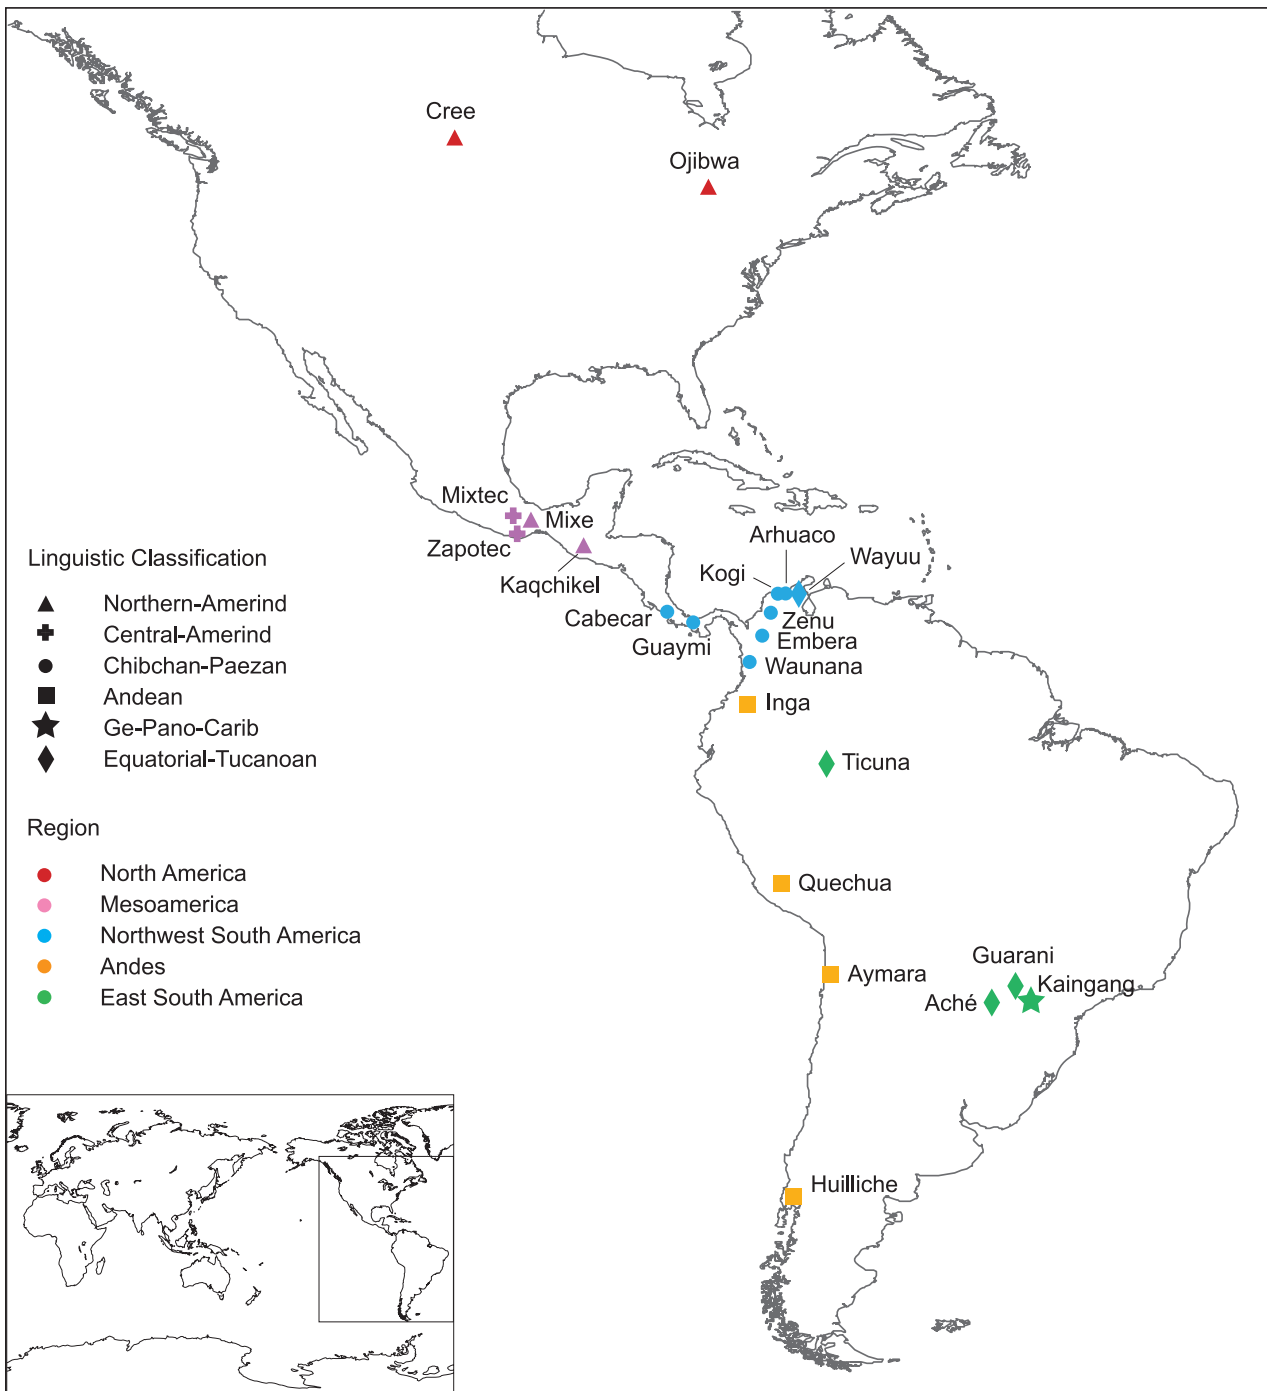 Cree
Ojibwa
Mixtec
Mixe
Zapotec
Kaqchikel
Arhuaco
Wayuu
Kogi
Cabecar
Zenu
Guaymi
Embera
Waunana
Inga
Ticuna
Quechua
Guarani
Aymara
Kaingang
Aché
Huilliche
Linguistic Classification
Northern-Amerind
Central-Amerind
Chibchan-Paezan
Andean
Ge-Pano-Carib
Equatorial-Tucanoan
Region
North America
Mesoamerica
Northwest South America
Andes
East South America